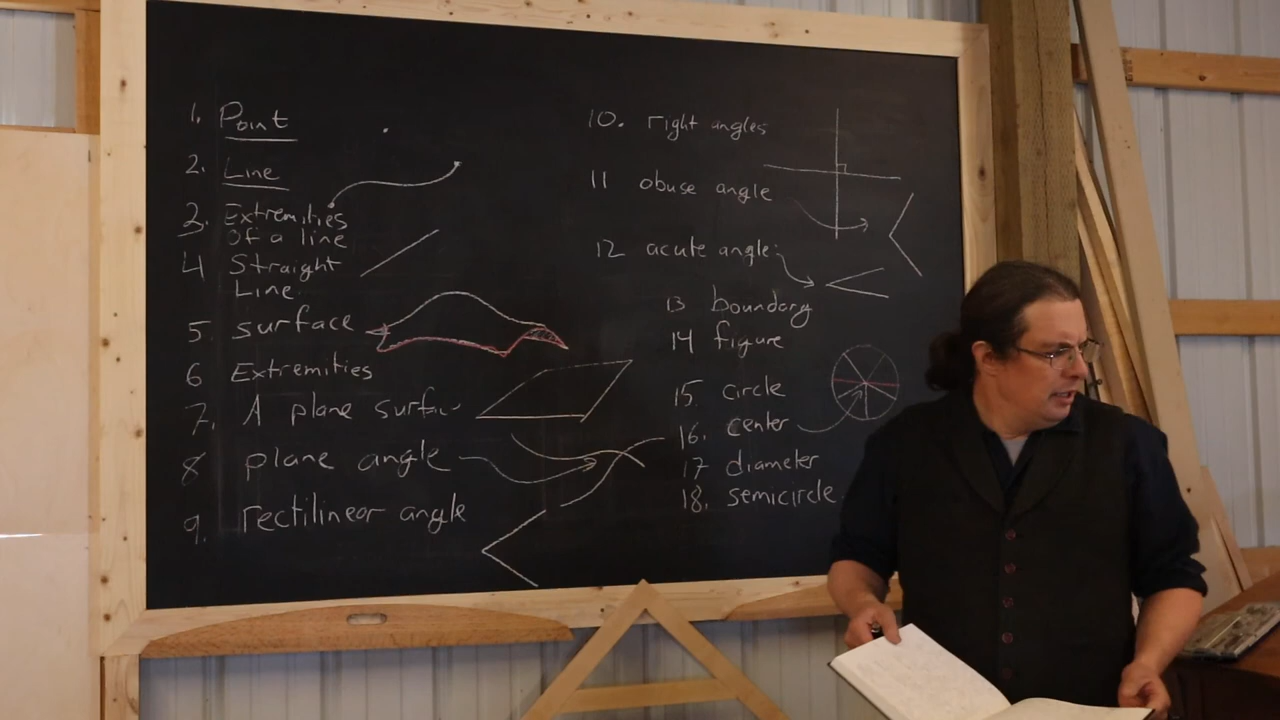 1. Point
2. Line
3. Extremities
of a line
4 Straight
Line
5. surface
6 Extremities
7. A plane surfac
8 plane angle
9. rectilinear angle
10. right angles
11 obuse angle
12 acute angle
13 boundary
14 figure
15. circle
16. center
17 diameter
18. semicircle